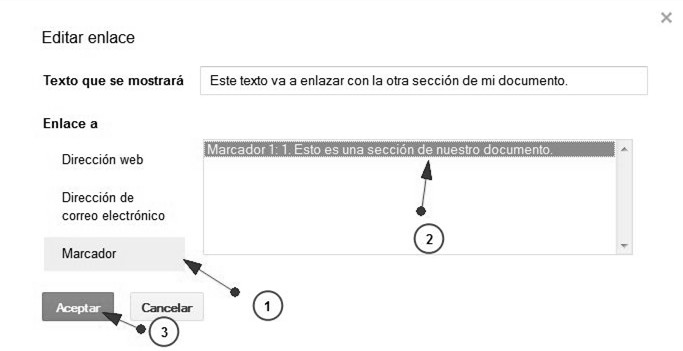 ×
Editar enlace
Texto que se mostrará
Este texto va a enlazar con la otra sección de mi documento.
Enlace a
Dirección web
Dirección de
correo electrónico
Marcador
Marcador 1: 1. Esto es una sección de nuestro documento.
2
1
Aceptar
Cancelar
3